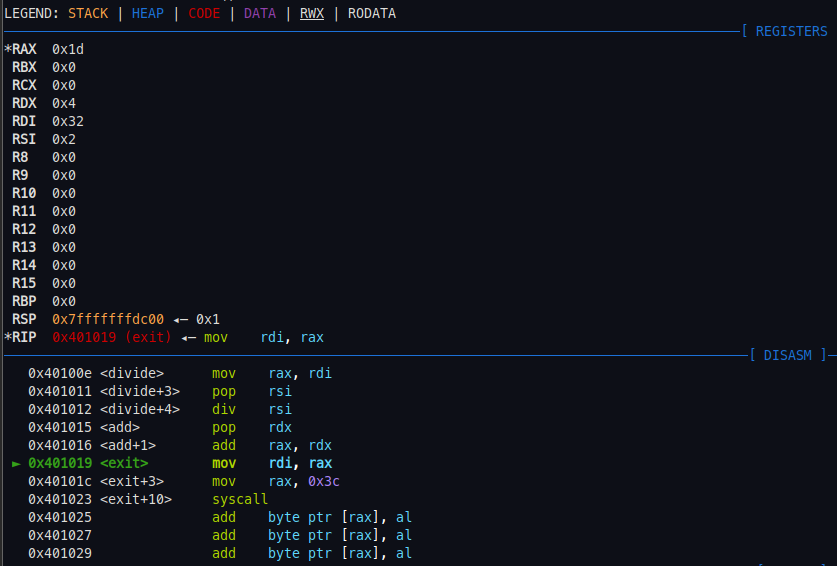 LEGEND: STACK | HEAP | CODE | DATA | RWX | RODATA
[ REGISTERS
*RAX 0x1d
RBX 0x0
RCX 0x0
RDX 0x4
RDI 0x32
RSI 0x2
R8 0x0
R9 0x0
R10 0x0
R11 0x0
R12 0x0
R13 0x0
R14 0x0
R15 0x0
RBP 0x0
RSP 0x7fffffffdc00 ◂— 0x1
*RIP 0x401019 (exit) ◂— mov rdi, rax
[ DISASM ]
0x40100e <divide> mov rax, rdi
0x401011 <divide+3> pop rsi
0x401012 <divide+4> div rsi
0x401015 <add> pop rdx
0x401016 <add+1> add rax, rdx
► 0x401019 <exit> mov rdi, rax
0x40101c <exit+3> mov rax, 0x3c
0x401023 <exit+10> syscall
0x401025 add byte ptr [rax], al
0x401027 add byte ptr [rax], al
0x401029 add byte ptr [rax], al